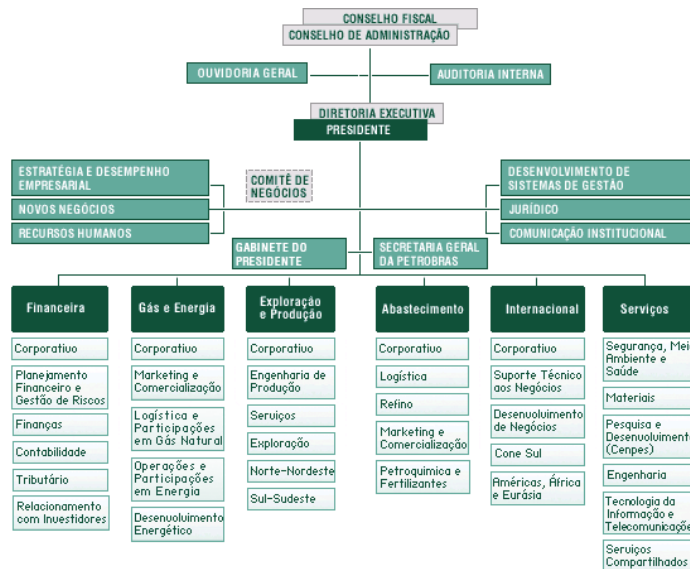 CONSELHO FISCAL
CONSELHO DE ADMINISTRAÇÃO
OUVIDORIA GERAL
AUDITORIA INTERNA
DIRETORIA EXECUTIVA
PRESIDENTE
ESTRATÉGIA E DESEMPENHO
EMPRESARIAL
NOVOS NEGÓCIOS
RECURSOS HUMANOS
COMITÊ DE
NEGÓCIOS
DESENVOLVIMENTO DE
SISTEMAS DE GESTÃO
JURÍDICO
COMUNICAÇÃO INSTITUCIONAL
GABINETE DO
PRESIDENTE
SECRETARIA GERAL
DA PETROBRAS
Financeira
Corporativo
Planejamento
Financeiro e
Gestão de Riscos
Finanças
Contabilidade
Tributário
Relacionamento
com Investidores
Gás e Energia
Corporativo
Marketing e
Comercialização
Logística e
Participações
em Gás Natural
Operações e
Participações
em Energia
Desenvolvimento
Energético
Exploração
e Produção
Corporativo
Engenharia de
Produção
Serviços
Exploração
Norte-Nordeste
Sul-Sudeste
Abastecimento
Corporativo
Logística
Refino
Marketing e
Comercialização
Petroquímica e
Fertilizantes
Internacional
Corporativo
Suporte Técnico
aos Negócios
Desenvolvimento
de Negócios
Cone Sul
Américas, África
e Eurásia
Serviços
Segurança, Mei
Ambiente e
Saúde
Materiais
Pesquisa e
Desenvolvimento
(Cenpes)
Engenharia
Tecnologia da
Informação e
Telecomunicaçõe
Serviços
Compartilhados